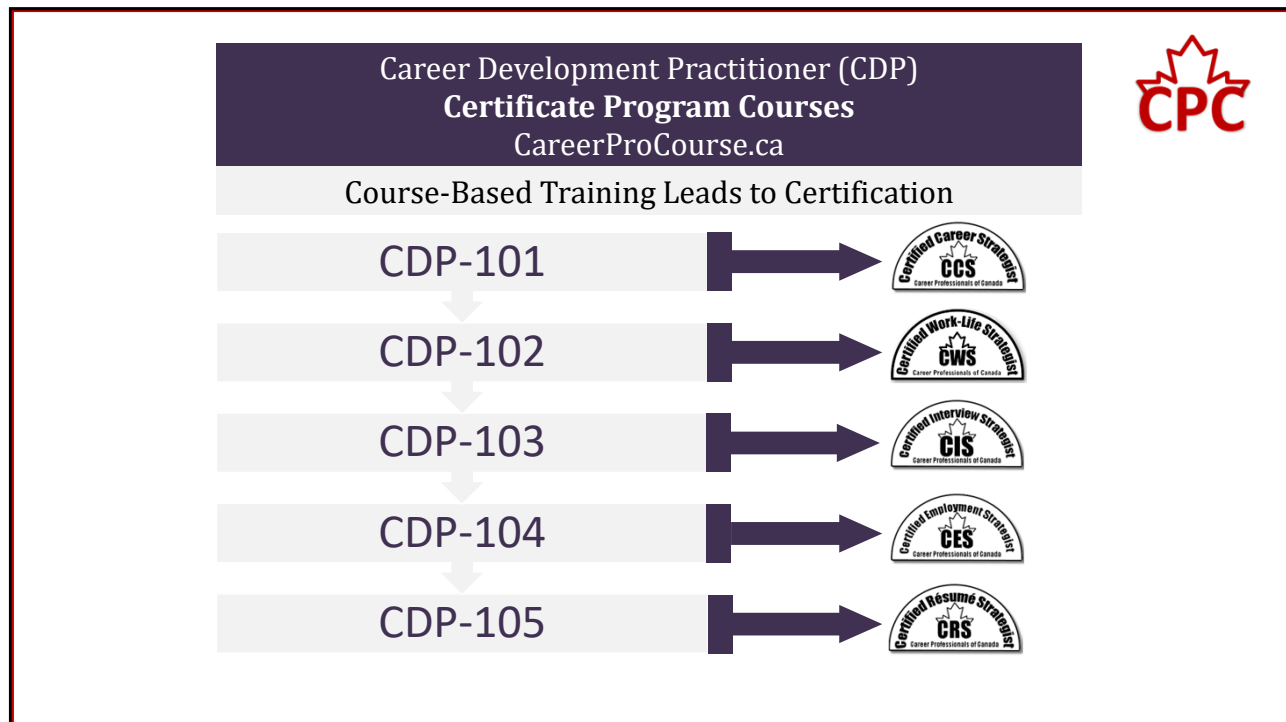 Career Development Practitioner (CDP)
Certificate Program Courses
CareerProCourse.ca
CPC
Course-Based Training Leads to Certification
CDP-101
Certified Career Strategist
CCS
Career Professionals of Canada
CDP-102
Certified Work-Life Strategist
CWS
Career Professionals of Canada
CDP-103
Certified Interview Strategist
CIS
Career Professionals of Canada
CDP-104
Certified Employment Strategist
CES
Career Professionals of Canada
CDP-105
Certified Résumé Strategist
CRS
Career Professionals of Canada